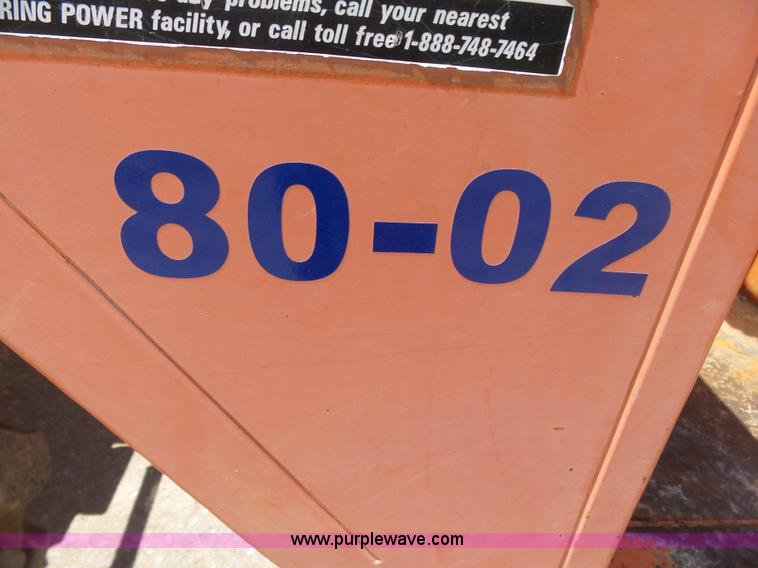 problems, call your nearest
RING POWER facility, or call toll free 1-888-748-7464
80-02
www.purplewave.com